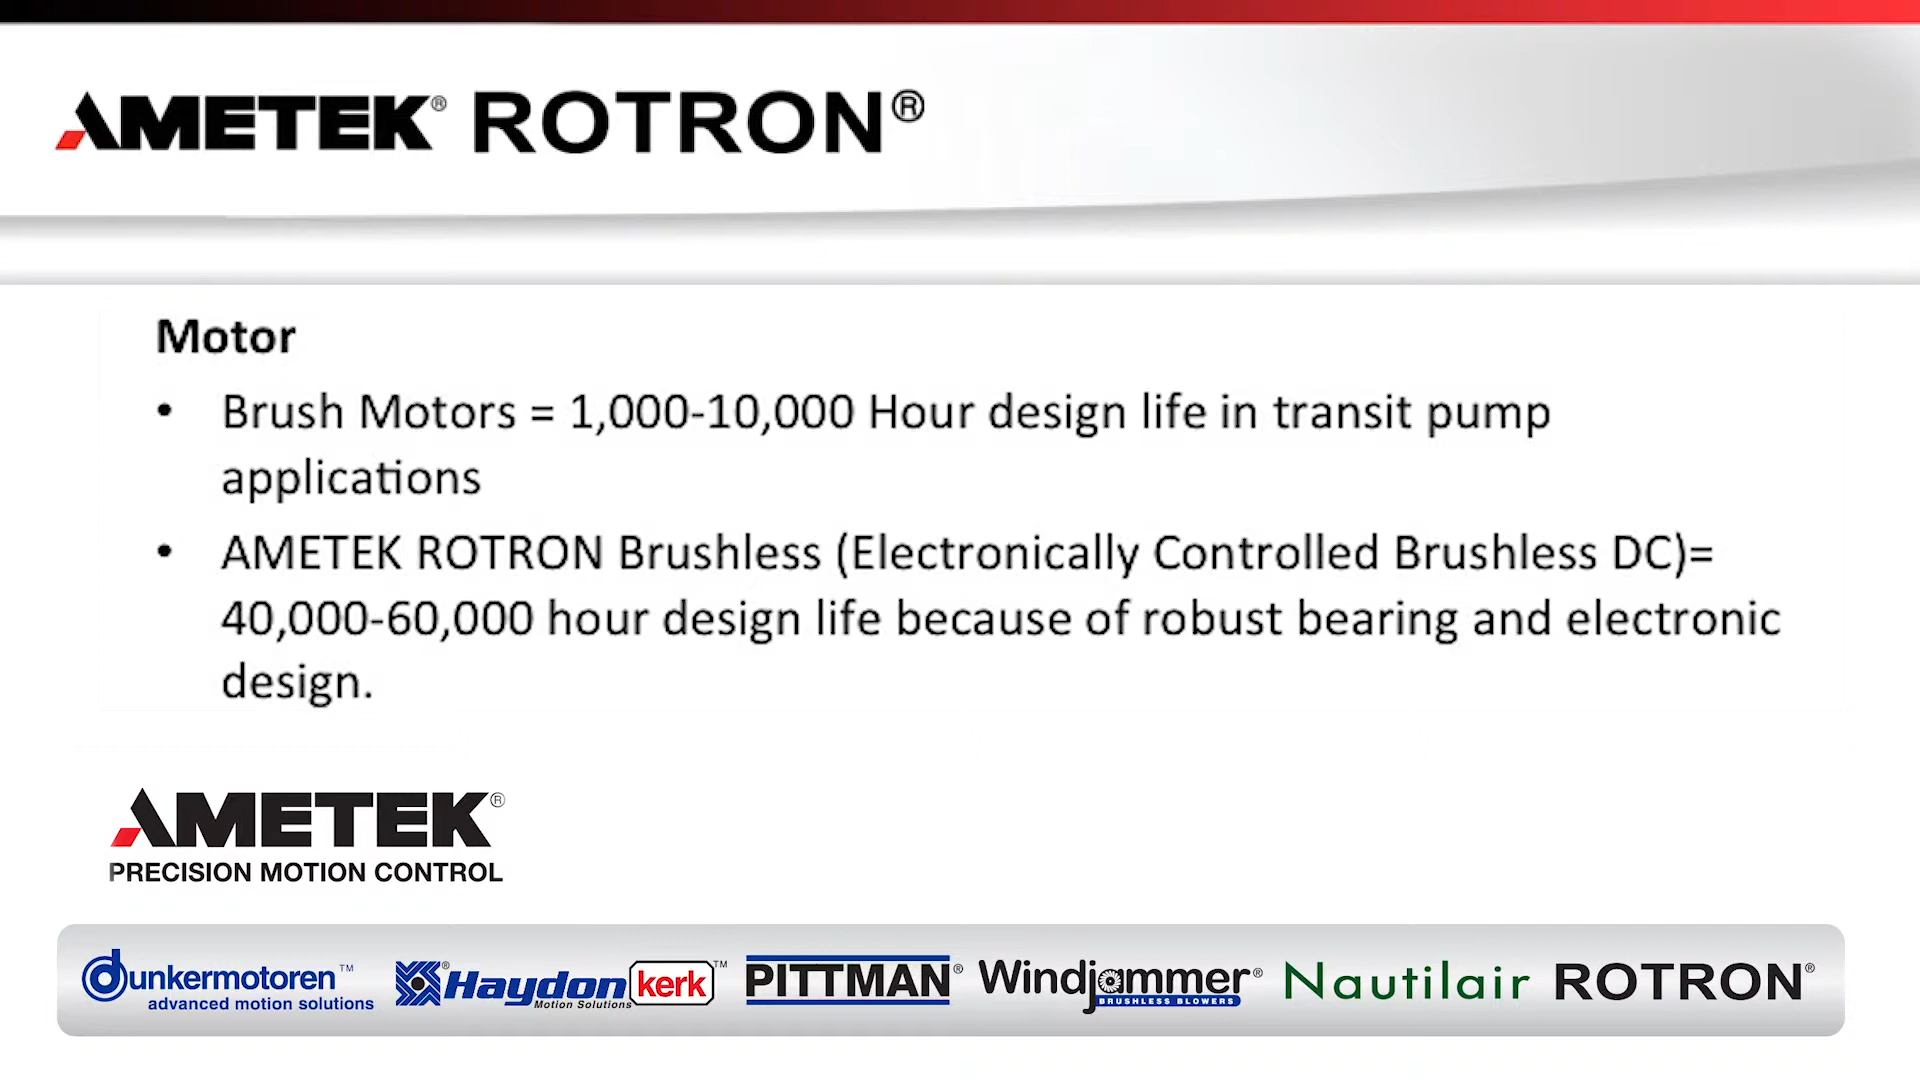 AMETEK® ROTRON®
Motor
• Brush Motors = 1,000-10,000 Hour design life in transit pump
applications
• AMETEK ROTRON Brushless (Electronically Controlled Brushless DC)=
40,000-60,000 hour design life because of robust bearing and electronic
design.
AMETEK®
PRECISION MOTION CONTROL
dunkermotoren™
advanced motion solutions
Haydon® kerk™
Motion Solutions
PITTMAN®
Windjammer®
BRUSHLESS BLOWERS
Nautilair
ROTRON®